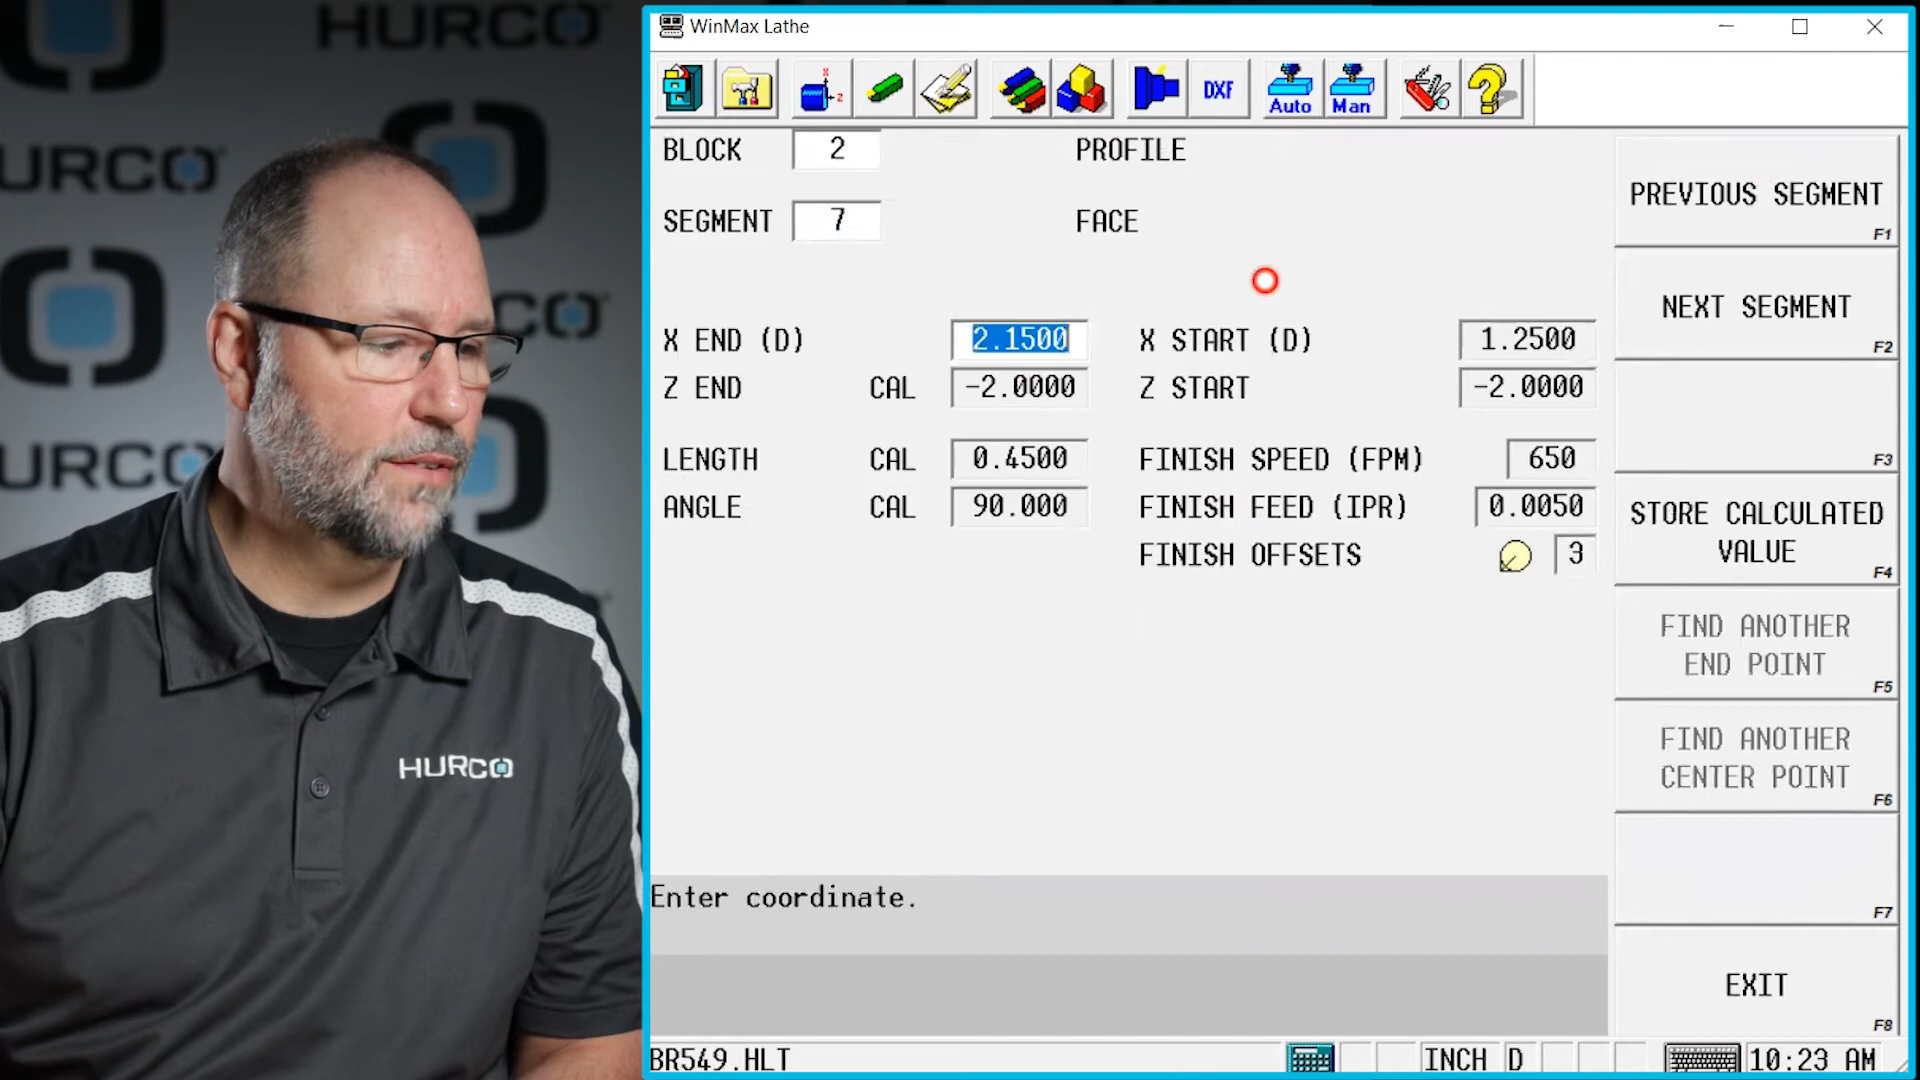 HURCO
HURCO
URCO
RCO
URCO
HURCO
WinMax Lathe
X
Z
DXF
Auto
Man
BLOCK 2 PROFILE
SEGMENT 7 FACE
X END (D) 2.1500 X START (D) 1.2500
Z END CAL -2.0000 Z START -2.0000
LENGTH CAL 0.4500 FINISH SPEED (FPM) 650
ANGLE CAL 90.000 FINISH FEED (IPR) 0.0050
FINISH OFFSETS 3
PREVIOUS SEGMENT
F1
NEXT SEGMENT
F2
F3
STORE CALCULATED
VALUE
F4
FIND ANOTHER
END POINT
F5
FIND ANOTHER
CENTER POINT
F6
F7
EXIT
F8
Enter coordinate.
BR549.HLT INCH D 10:23 AM